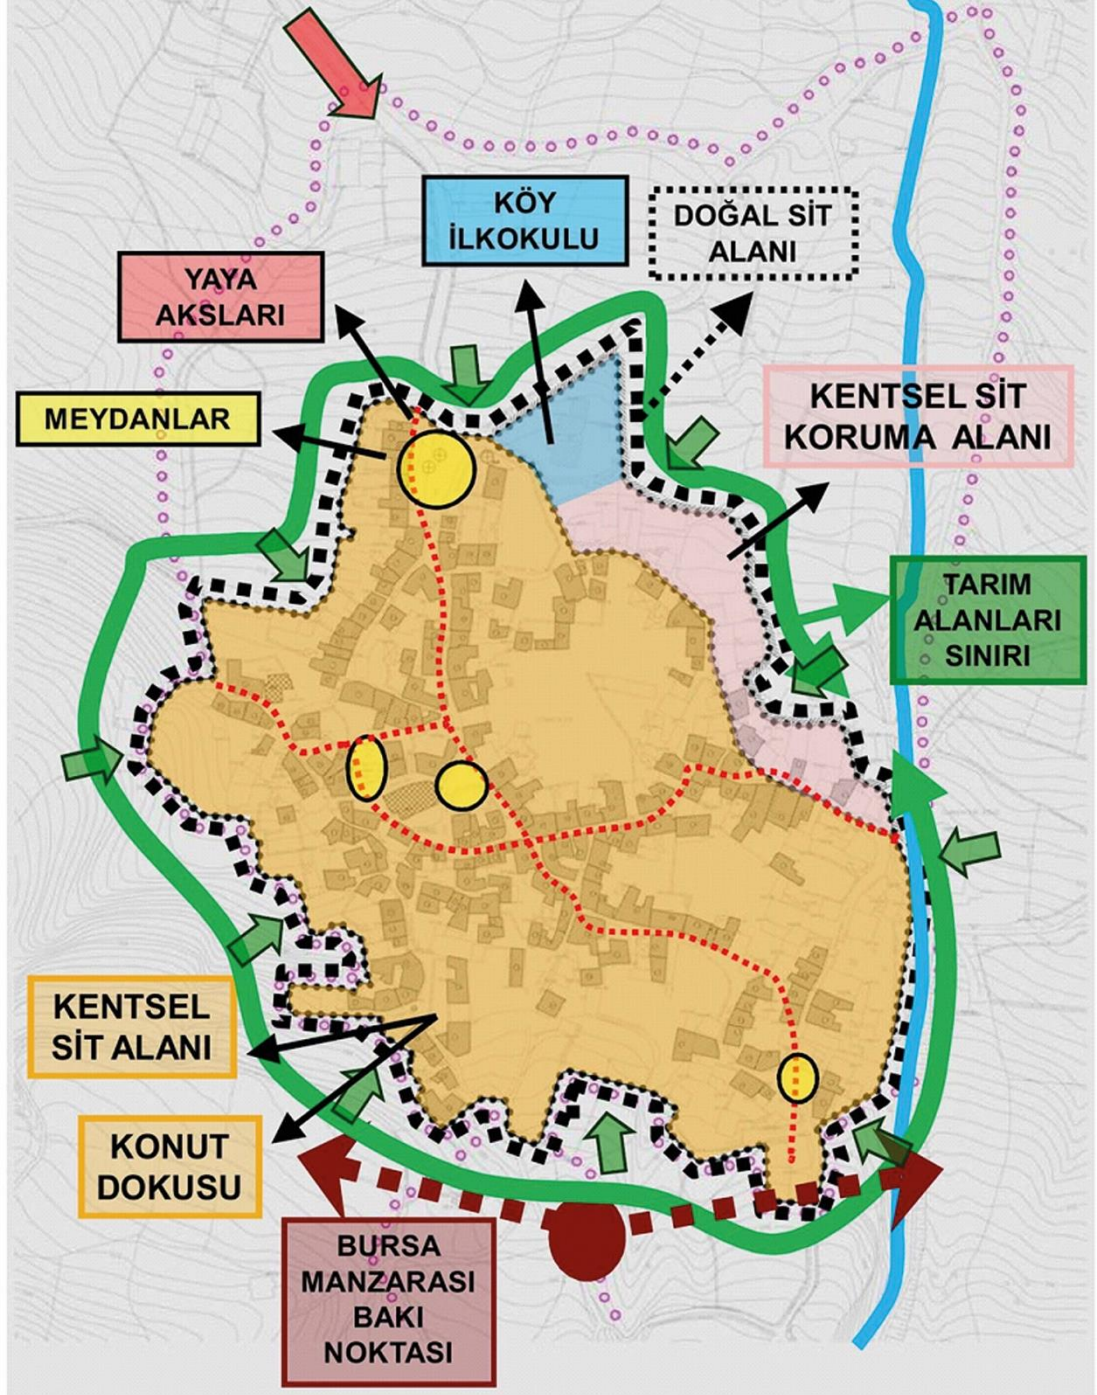 KÖY
İLKOKULU
DOĞAL SİT
ALANI
YAYA
AKSLARI
MEYDANLAR
KENTSEL SİT
KORUMA ALANI
TARIM
ALANLARI
SINIRI
KENTSEL
SİT ALANI
KONUT
DOKUSU
BURSA
MANZARASI
BAKI
NOKTASI